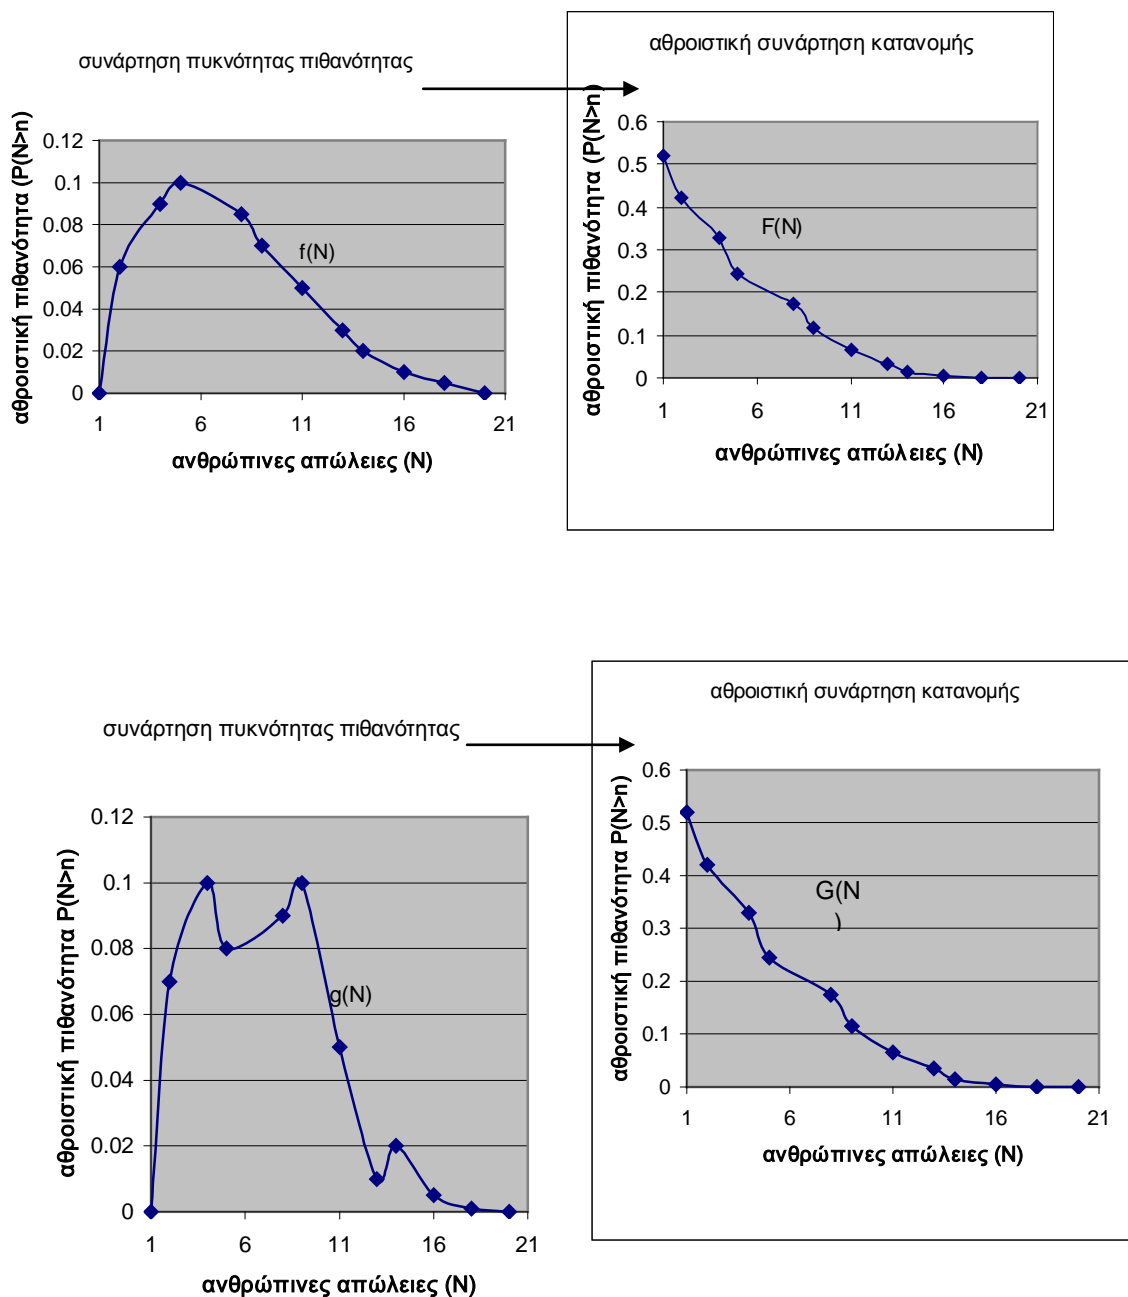 συνάρτηση πυκνότητας πιθανότητας
αθροιστική πιθανότητα (P(N>n)
0.12
0.1
0.08
0.06
0.04
0.02
0
f(N)
1 6 11 16 21
ανθρώπινες απώλειες (N)
αθροιστική συνάρτηση κατανομής
αθροιστική πιθανότητα (P(N>n)
0.6
0.5
0.4
0.3
0.2
0.1
0
F(N)
1 6 11 16 21
ανθρώπινες απώλειες (N)
συνάρτηση πυκνότητας πιθανότητας
αθροιστική πιθανότητα P(N>n)
0.12
0.1
0.08
0.06
0.04
0.02
0
g(N)
1 6 11 16 21
ανθρώπινες απώλειες (N)
αθροιστική συνάρτηση κατανομής
αθροιστική πιθανότητα P(N>n)
0.6
0.5
0.4
0.3
0.2
0.1
0
G(N
)
1 6 11 16 21
ανθρώπινες απώλειες (N)